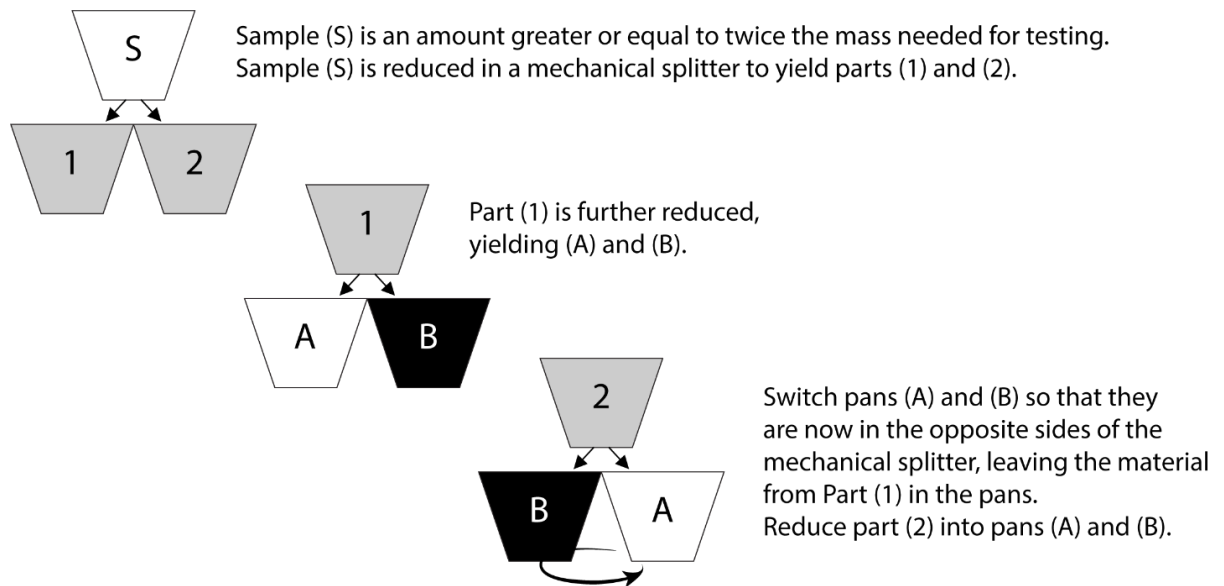 S
Sample (S) is an amount greater or equal to twice the mass needed for testing.
Sample (S) is reduced in a mechanical splitter to yield parts (1) and (2).
1
2
1
Part (1) is further reduced,
yielding (A) and (B).
A
B
2
Switch pans (A) and (B) so that they
are now in the opposite sides of the
mechanical splitter, leaving the material
from Part (1) in the pans.
Reduce part (2) into pans (A) and (B).
B
A